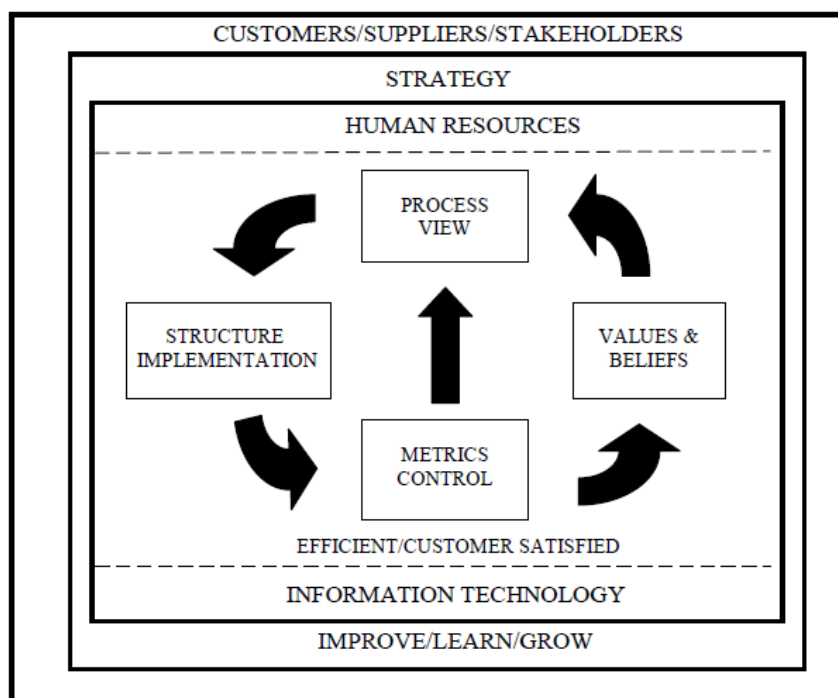 CUSTOMERS/SUPPLIERS/STAKEHOLDERS
STRATEGY
HUMAN RESOURCES
PROCESS
VIEW
STRUCTURE
IMPLEMENTATION
VALUES &
BELIEFS
METRICS
CONTROL
EFFICIENT/CUSTOMER SATISFIED
INFORMATION TECHNOLOGY
IMPROVE/LEARN/GROW